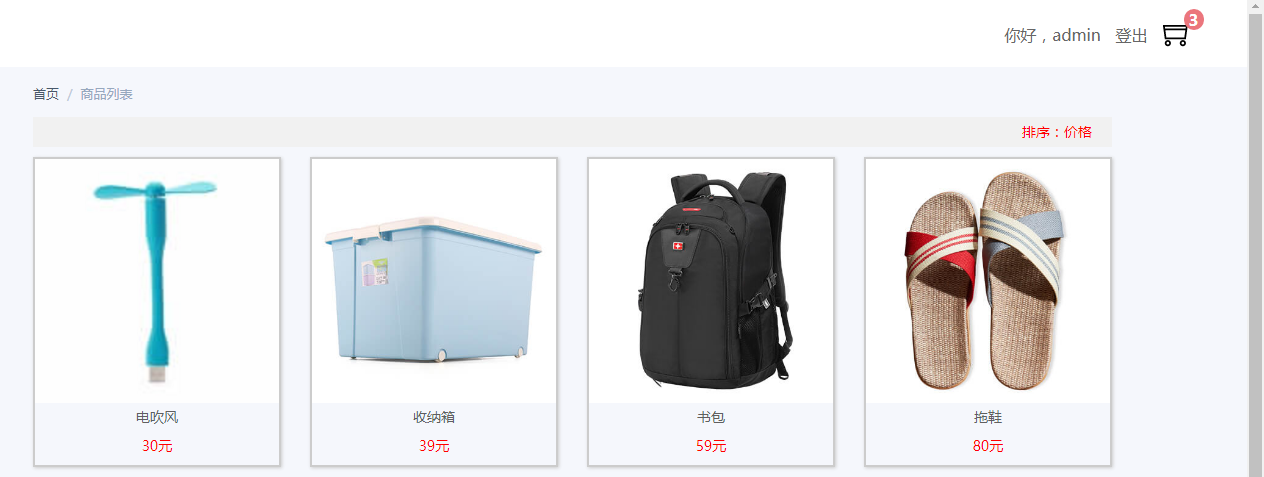 你好，admin 登出 3
首页 / 商品列表
排序：价格
电吹风 收纳箱 书包 拖鞋
30元 39元 59元 80元